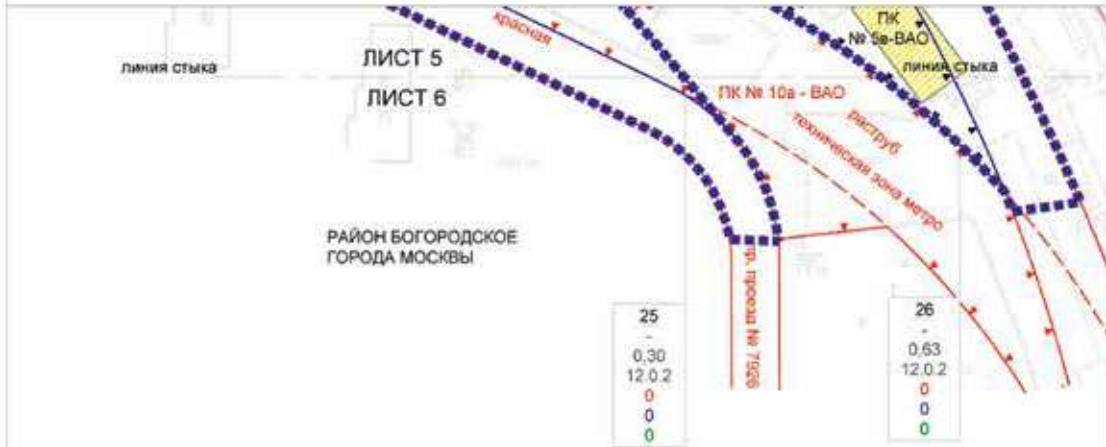 красная
ПК
№ 5в-ВАО
линия стыка
ЛИСТ 5
линия стыка
ЛИСТ 6
ПК № 10а - ВАО
раструб
техническая зона метро
РАЙОН БОГОРОДСКОЕ
ГОРОДА МОСКВЫ
пр. проезд № 7926
25
-
0,30
12.0.2
0
0
0
26
-
0,63
12.0.2
0
0
0